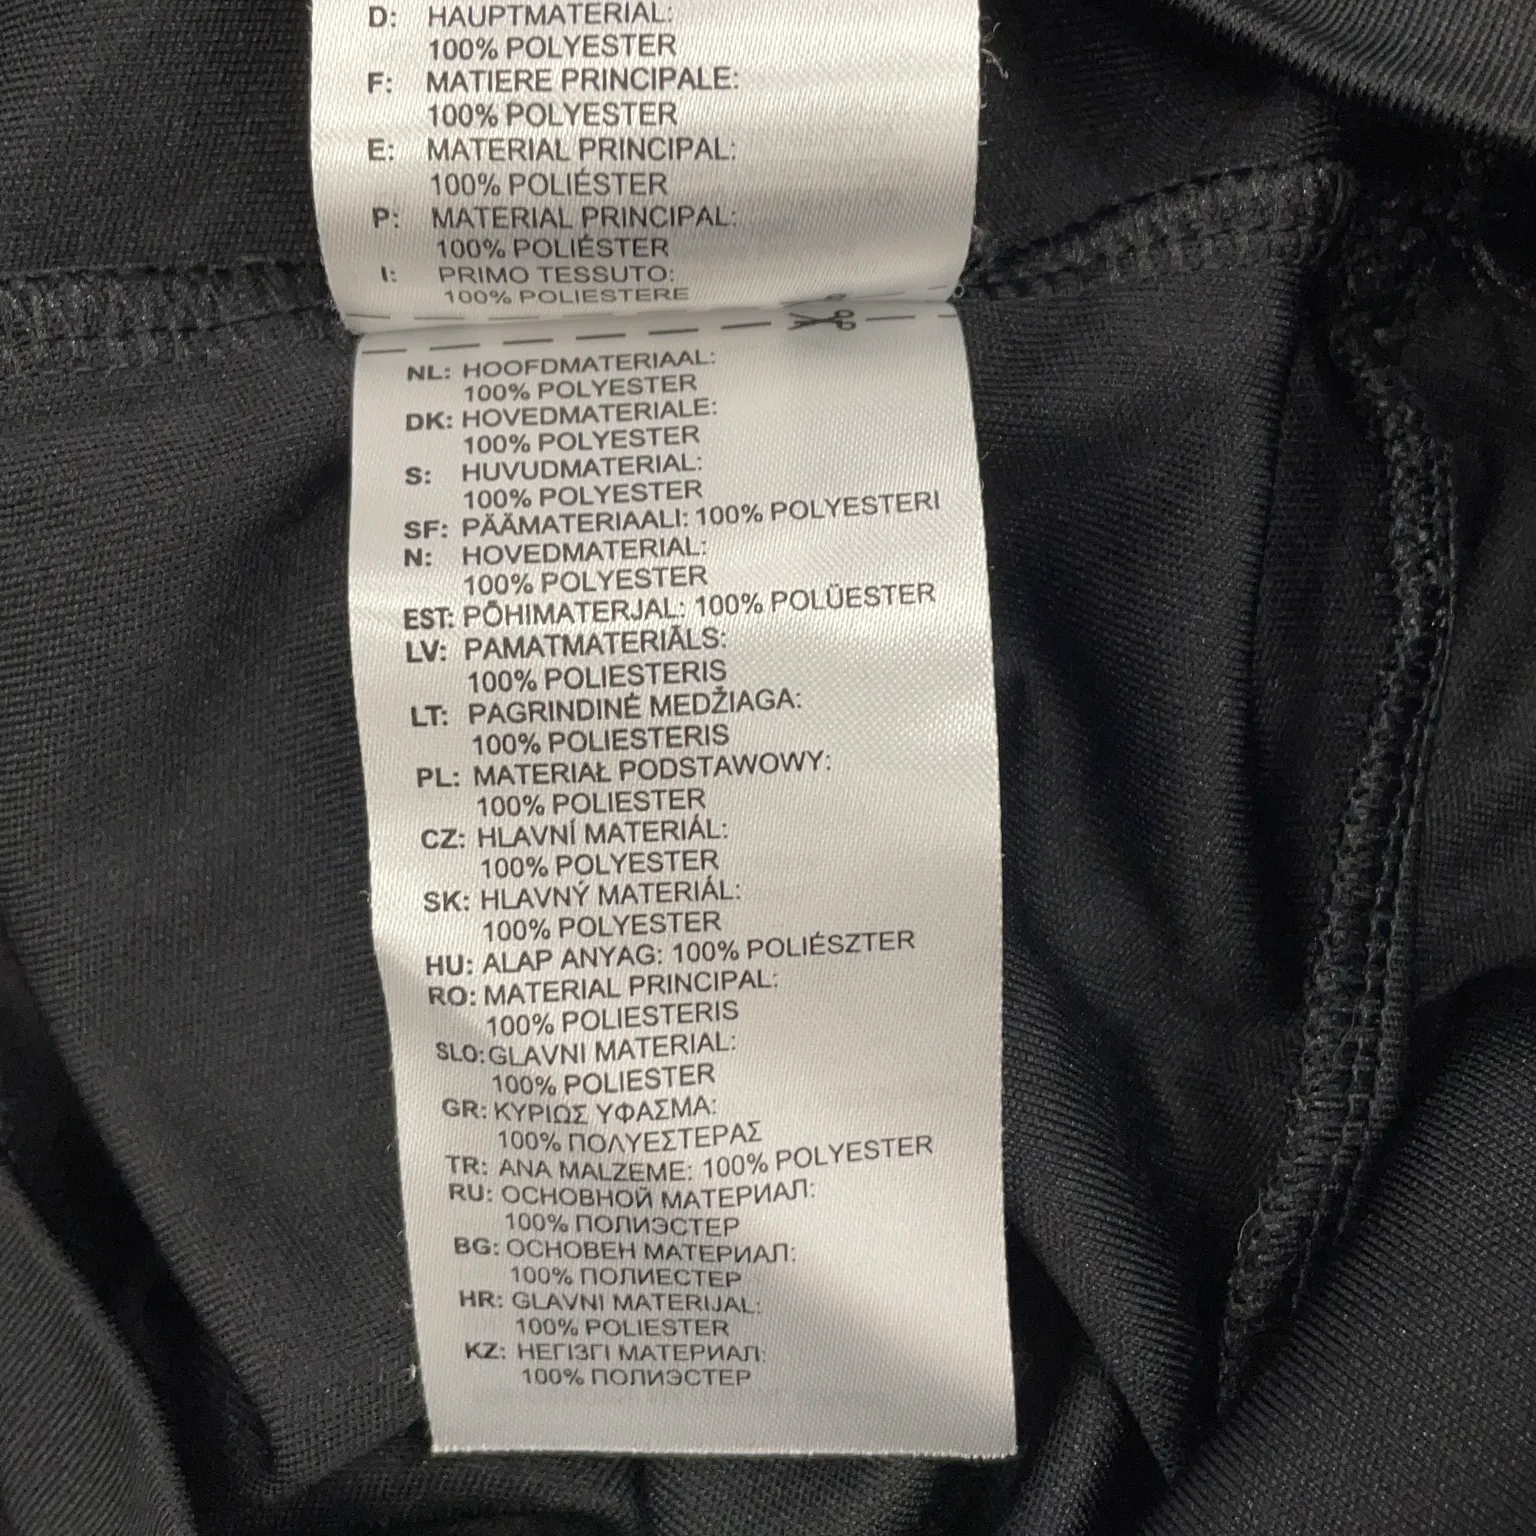 D: HAUPTMATERIAL:
100% POLYESTER
F: MATIERE PRINCIPALE:
100% POLYESTER
E: MATERIAL PRINCIPAL:
100% POLIÉSTER
P: MATERIAL PRINCIPAL:
100% POLIÉSTER
I: PRIMO TESSUTO:
100% POLIESTERE
NL: HOOFDMATERIAAL:
100% POLYESTER
DK: HOVEDMATERIALE:
100% POLYESTER
S: HUVUDMATERIAL:
100% POLYESTER
SF: PÄÄMATERIAALI: 100% POLYESTERI
N: HOVEDMATERIAL:
100% POLYESTER
EST: PÕHIMATERJAL: 100% POLÜESTER
LV: PAMATMATERIĀLS:
100% POLIESTERIS
LT: PAGRINDINĖ MEDŽIAGA:
100% POLIESTERIS
PL: MATERIAŁ PODSTAWOWY:
100% POLIESTER
CZ: HLAVNÍ MATERIÁL:
100% POLYESTER
SK: HLAVNÝ MATERIÁL:
100% POLYESTER
HU: ALAP ANYAG: 100% POLIÉSZTER
RO: MATERIAL PRINCIPAL:
100% POLIESTERIS
SLO: GLAVNI MATERIAL:
100% POLIESTER
GR: ΚΥΡΙΩΣ ΥΦΑΣΜΑ:
100% ΠΟΛΥΕΣΤΕΡΑΣ
TR: ANA MALZEME: 100% POLYESTER
RU: ОСНОВНОЙ МАТЕРИАЛ:
100% ПОЛИЭСТЕР
BG: ОСНОВЕН МАТЕРИАЛ:
100% ПОЛИЕСТЕР
HR: GLAVNI MATERIJAL:
100% POLIESTER
KZ: НЕГІЗГІ МАТЕРИАЛ:
100% ПОЛИЭСТЕР